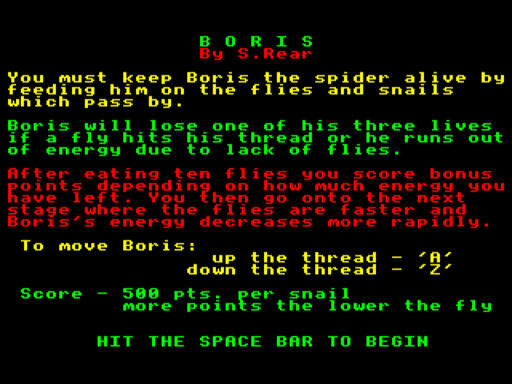 B O R I S
By S.Rear
You must keep Boris the spider alive by
feeding him on the flies and snails
which pass by.
Boris will lose one of his three lives
if a fly hits his thread or he runs out
of energy due to lack of flies.
After eating ten flies you score bonus
points depending on how much energy you
have left. You then go onto the next
stage where the flies are faster and
Boris's energy decreases more rapidly.
To move Boris:
up the thread - 'A'
down the thread - 'Z'
Score - 500 pts. per snail
more points the lower the fly
HIT THE SPACE BAR TO BEGIN